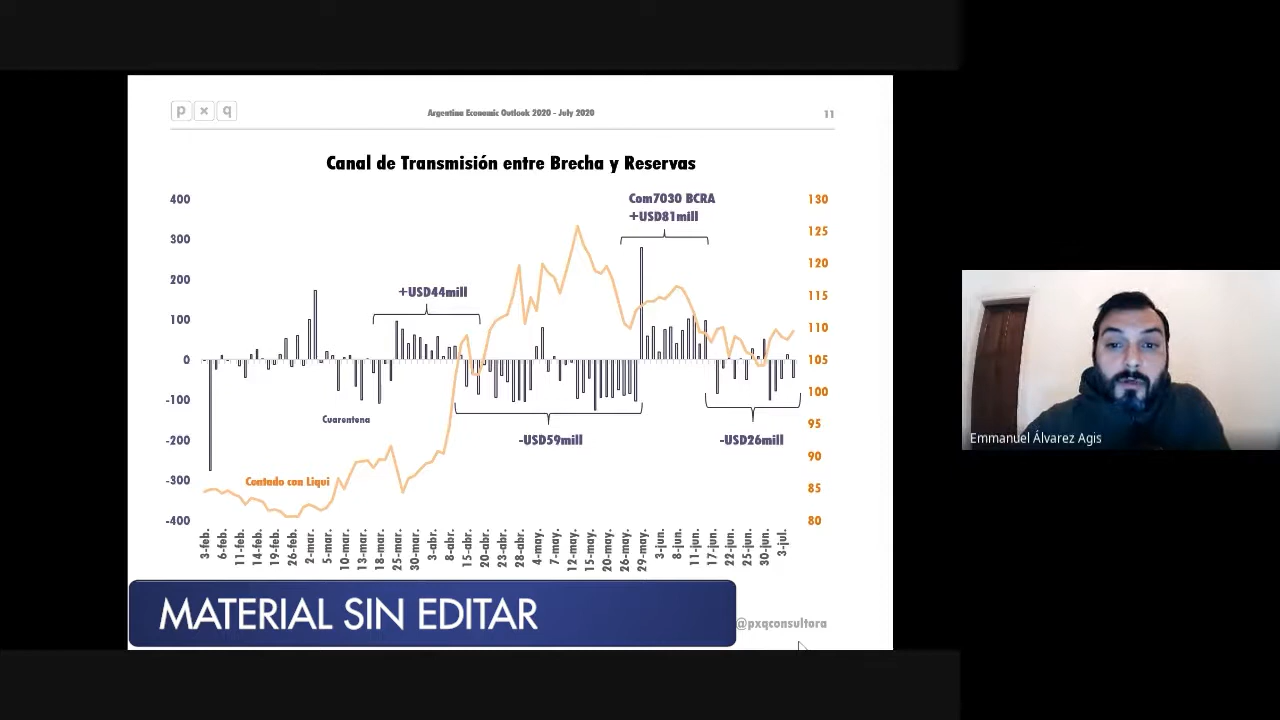 p x q
Argentina Economic Outlook 2020 - July 2020
11
Canal de Transmisión entre Brecha y Reservas
400
300
200
100
0
-100
-200
-300
-400
130
125
120
115
110
105
100
95
90
85
80
Com7030 BCRA
+USD81mill
+USD44mill
Cuarentena
-USD59mill
-USD26mill
Contado con Liqui
3-feb.
6-feb.
11-feb.
14-feb.
19-feb.
26-feb.
2-mar.
5-mar.
10-mar.
13-mar.
18-mar.
25-mar.
30-mar.
3-abr.
8-abr.
15-abr.
20-abr.
23-abr.
28-abr.
4-may.
7-may.
12-may.
15-may.
20-may.
26-may.
29-may.
3-jun.
8-jun.
11-jun.
17-jun.
22-jun.
25-jun.
30-jun.
3-jul.
MATERIAL SIN EDITAR
@pxqconsultora
Emmanuel Álvarez Agis